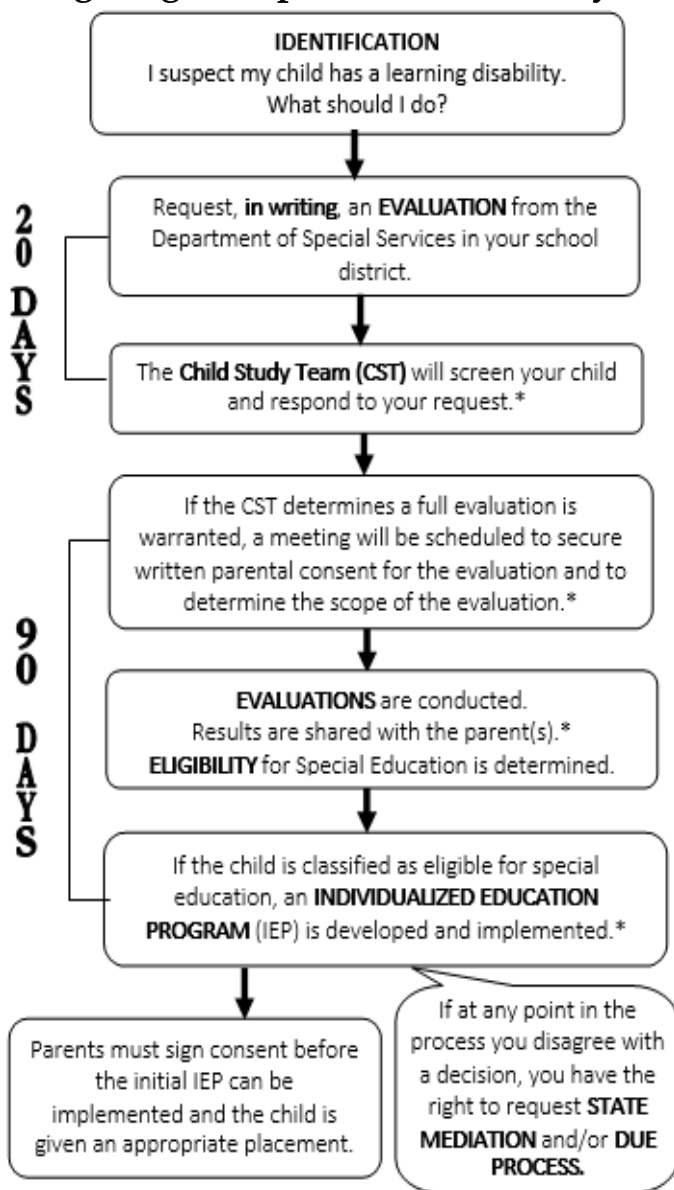 IDENTIFICATION
I suspect my child has a learning disability.
What should I do?
20 DAYS
Request, in writing, an EVALUATION from the
Department of Special Services in your school
district.
The Child Study Team (CST) will screen your child
and respond to your request.*
90 DAYS
If the CST determines a full evaluation is
warranted, a meeting will be scheduled to secure
written parental consent for the evaluation and to
determine the scope of the evaluation.*
EVALUATIONS are conducted.
Results are shared with the parent(s).*
ELIGIBILITY for Special Education is determined.
If the child is classified as eligible for special
education, an INDIVIDUALIZED EDUCATION
PROGRAM (IEP) is developed and implemented.*
Parents must sign consent before
the initial IEP can be
implemented and the child is
given an appropriate placement.
If at any point in the
process you disagree with
a decision, you have the
right to request STATE
MEDIATION and/or DUE
PROCESS.